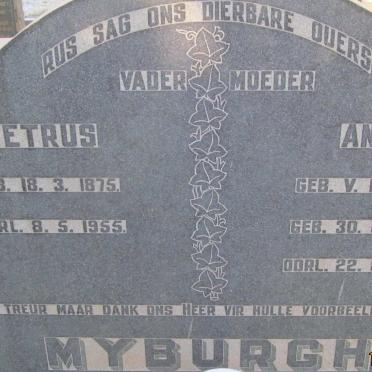 RUS SAG ONS DIERBARE OUERS
VADER MOEDER
ETRUS AN
B. 18. 3. 1875. GEB. V.
RL. 8. 5. 1955. GEB. 30.
OORL. 22.
TREUR MAAR DANK ONS HEER VIR HULLE VOORBEEL
MYBURGH